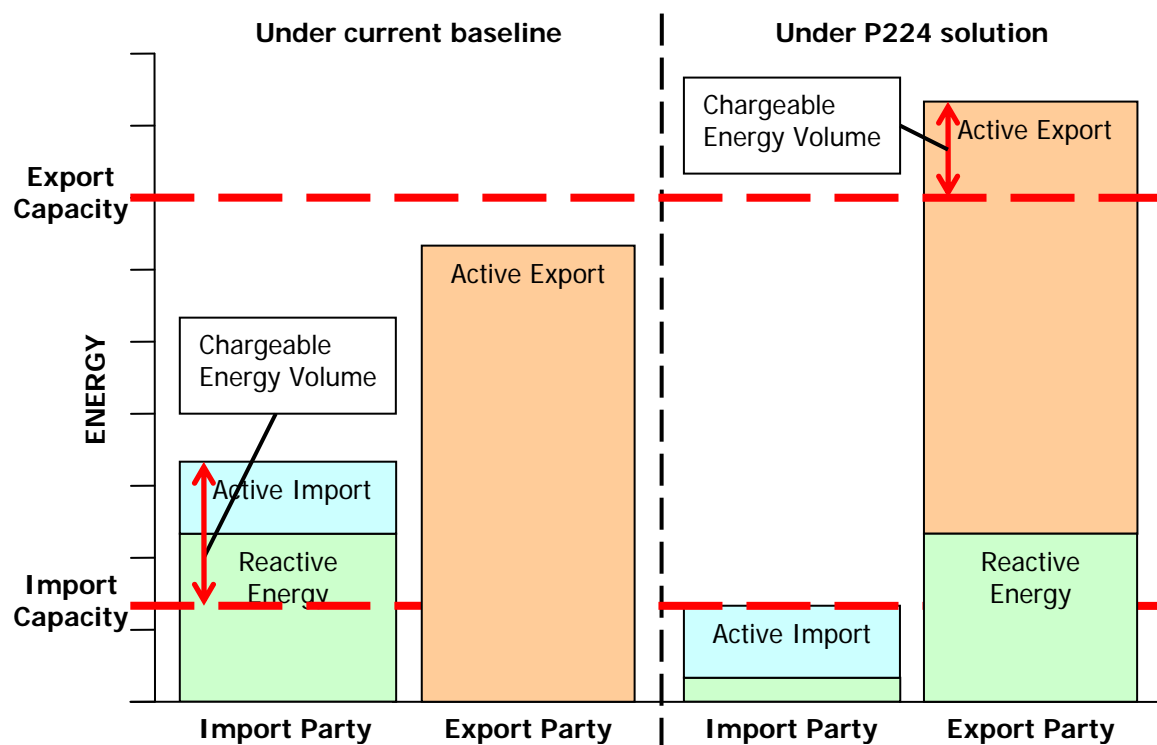 Under current baseline
Under P224 solution
Chargeable
Energy Volume
Active Export
Export
Capacity
Active Export
Chargeable
Energy Volume
ENERGY
Active Import
Reactive
Energy
Reactive
Energy
Import
Capacity
Active Import
Import Party
Export Party
Import Party
Export Party